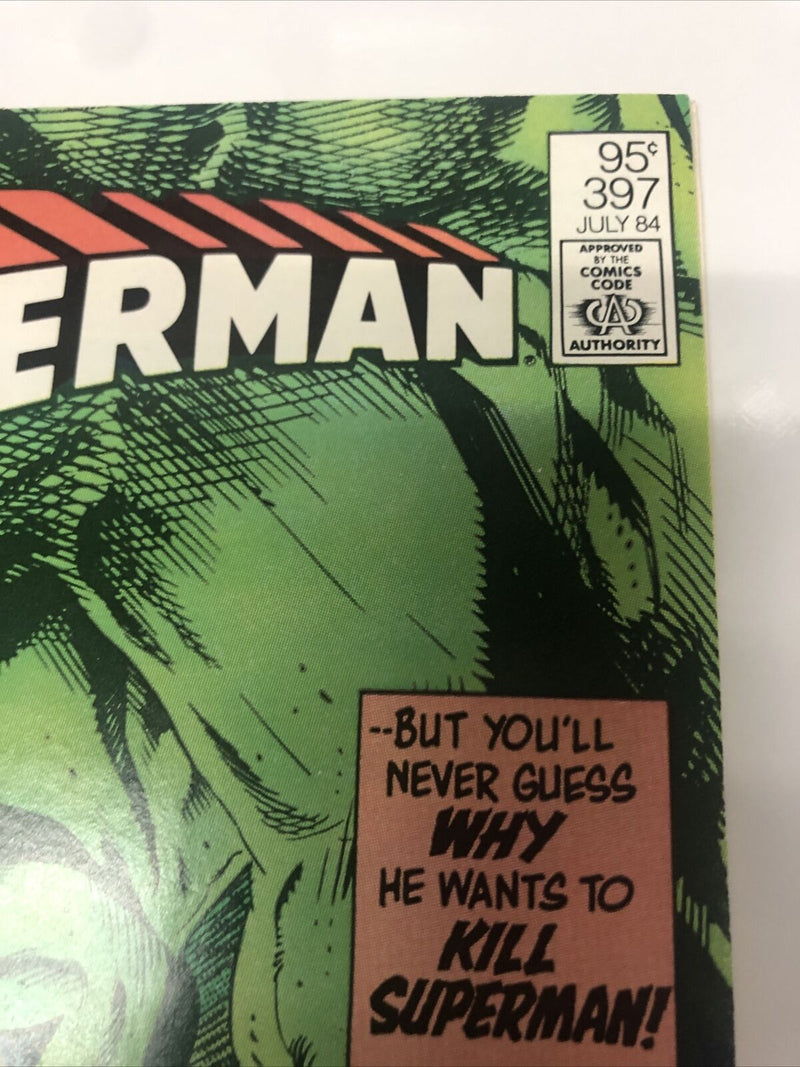 95¢
397
JULY 84
APPROVED
BY THE
COMICS
CODE
CA
AUTHORITY
ERMAN
--BUT YOU'LL
NEVER GUESS
WHY
HE WANTS TO
KILL
SUPERMAN!